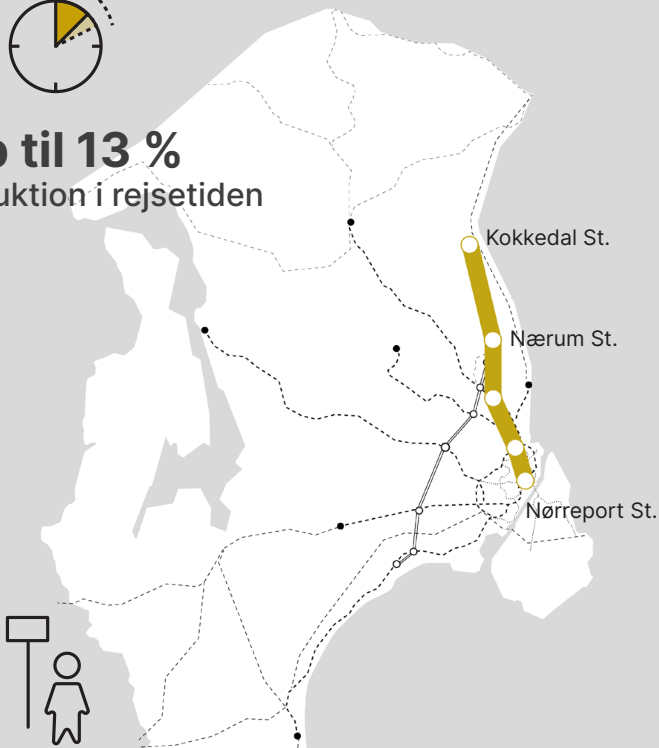 til 13 %
uktion i rejsetiden
Kokkedal St.
Nærum St.
Nørreport St.